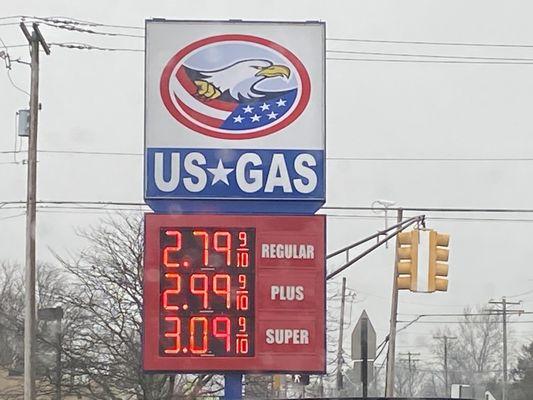 US★GAS
2.79 9/10 REGULAR
2.99 9/10 PLUS
3.09 9/10 SUPER